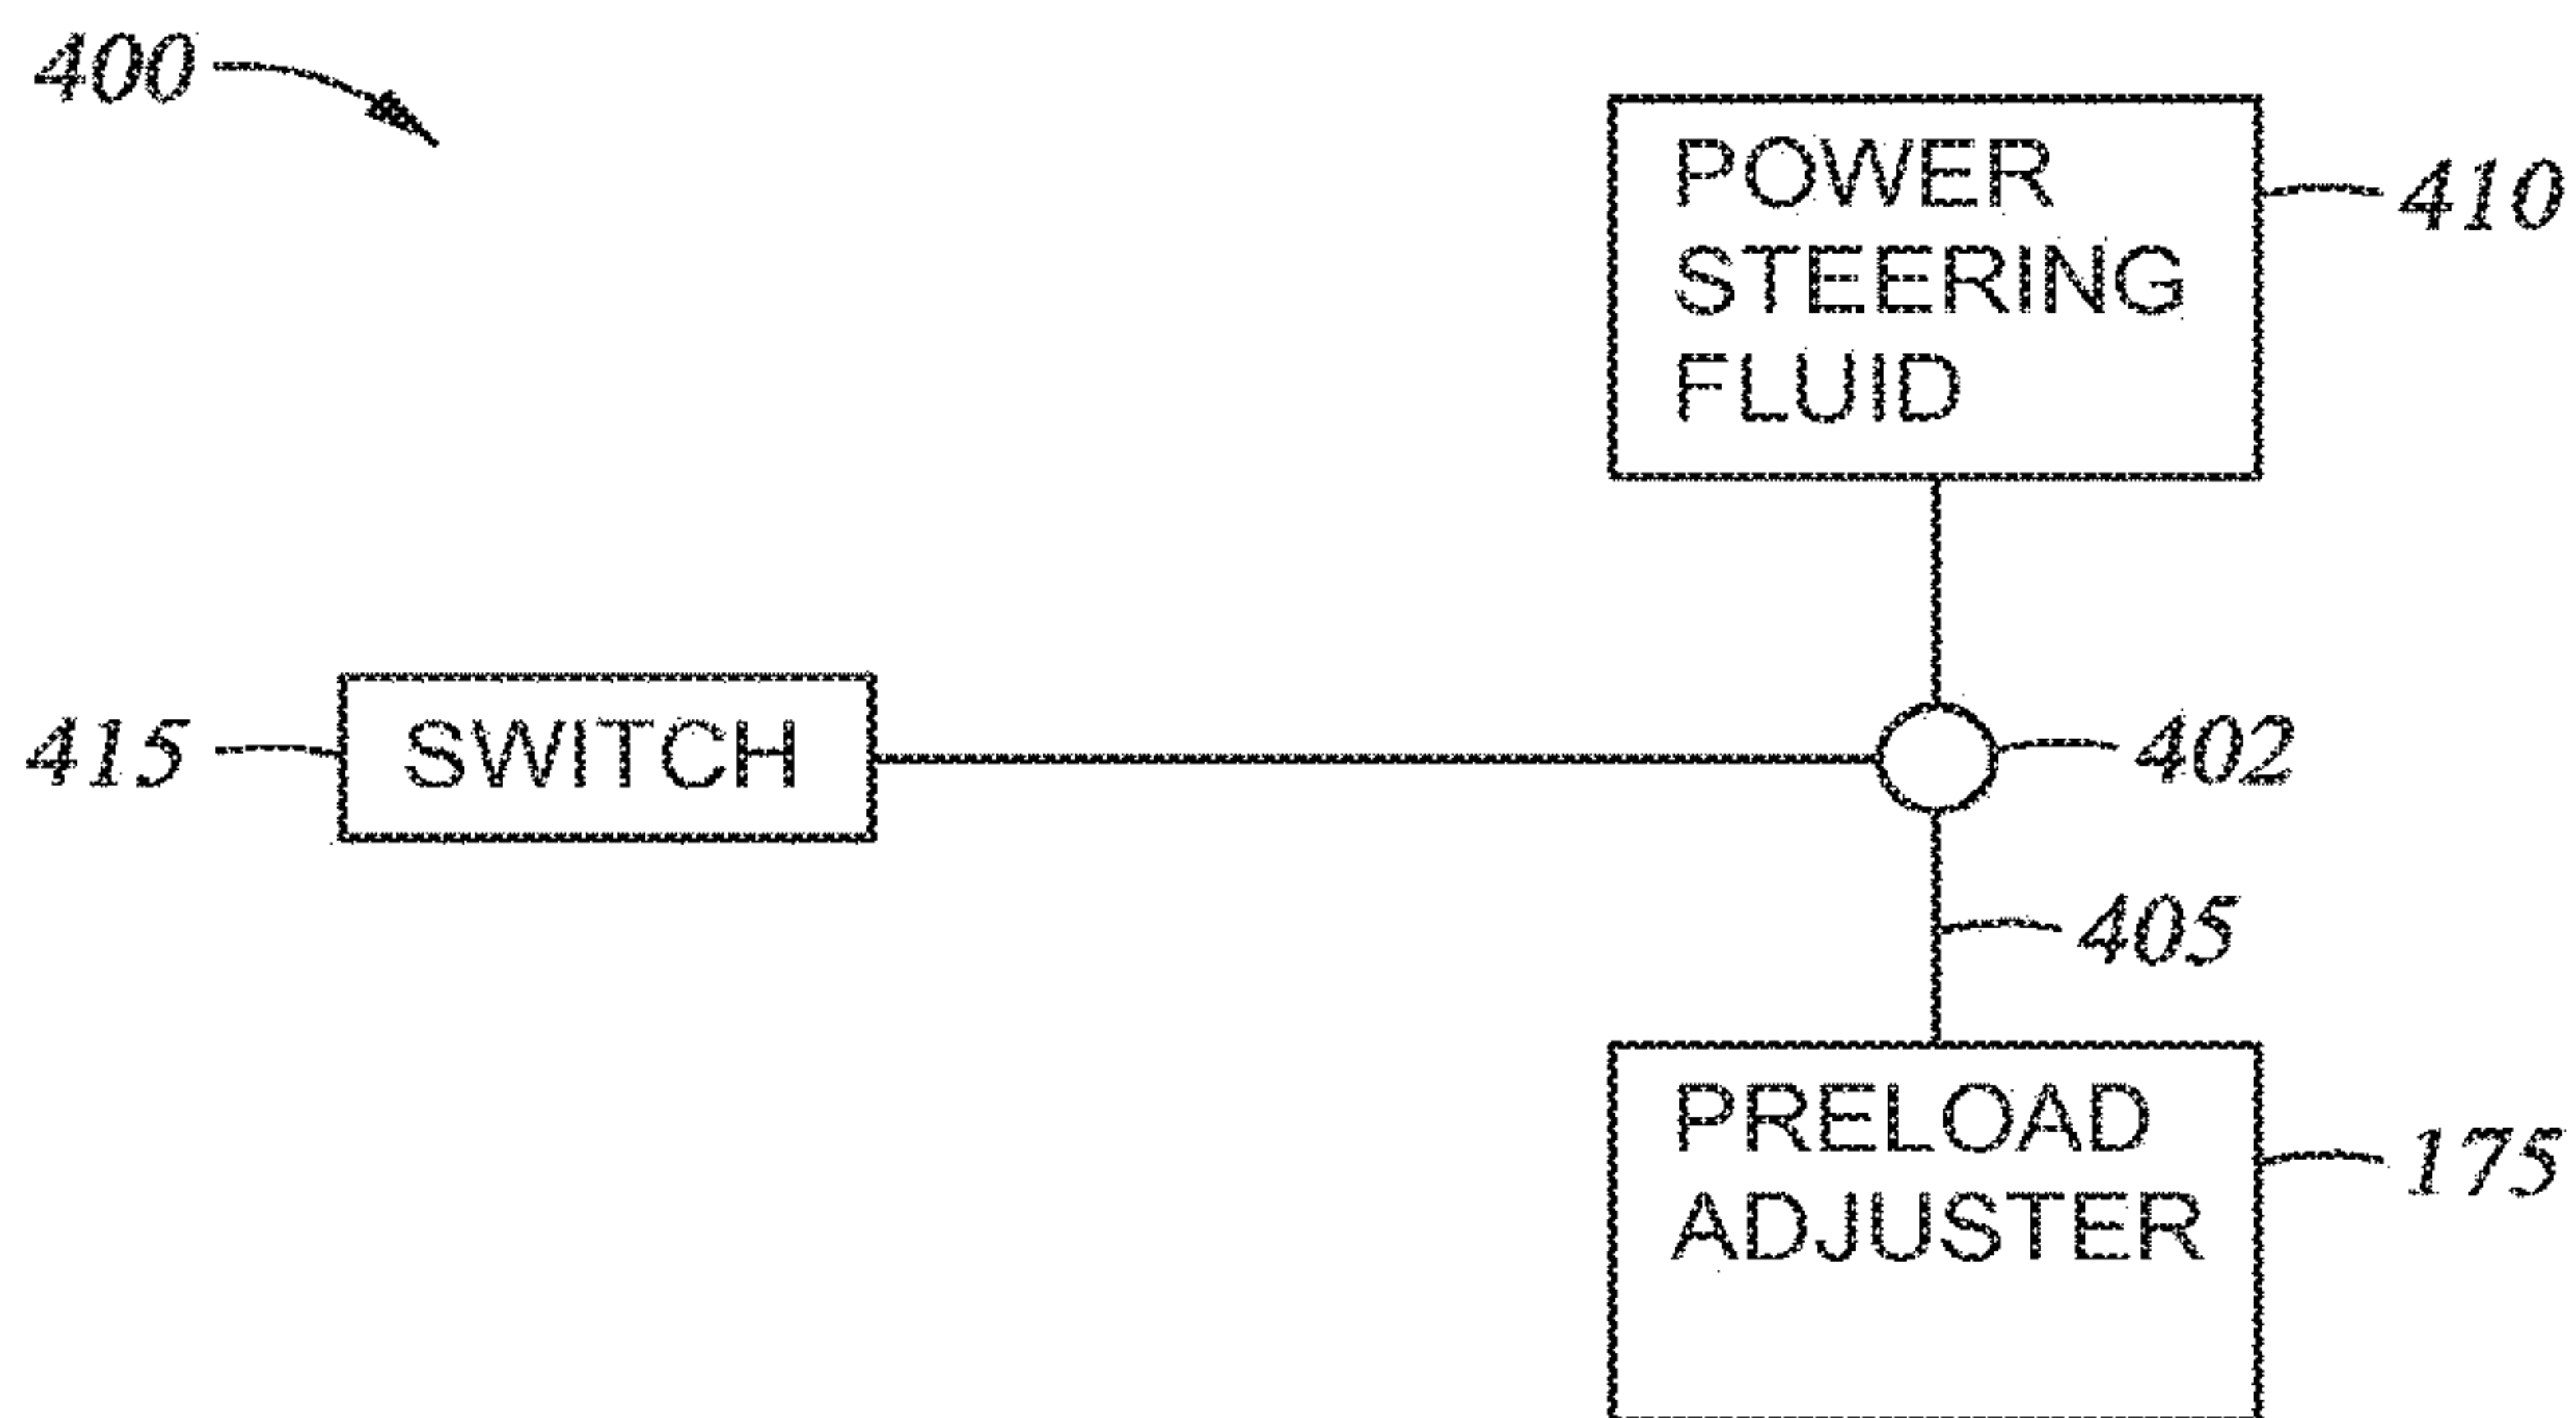 400
POWER
STEERING
FLUID
410
415
SWITCH
402
405
PRELOAD
ADJUSTER
175